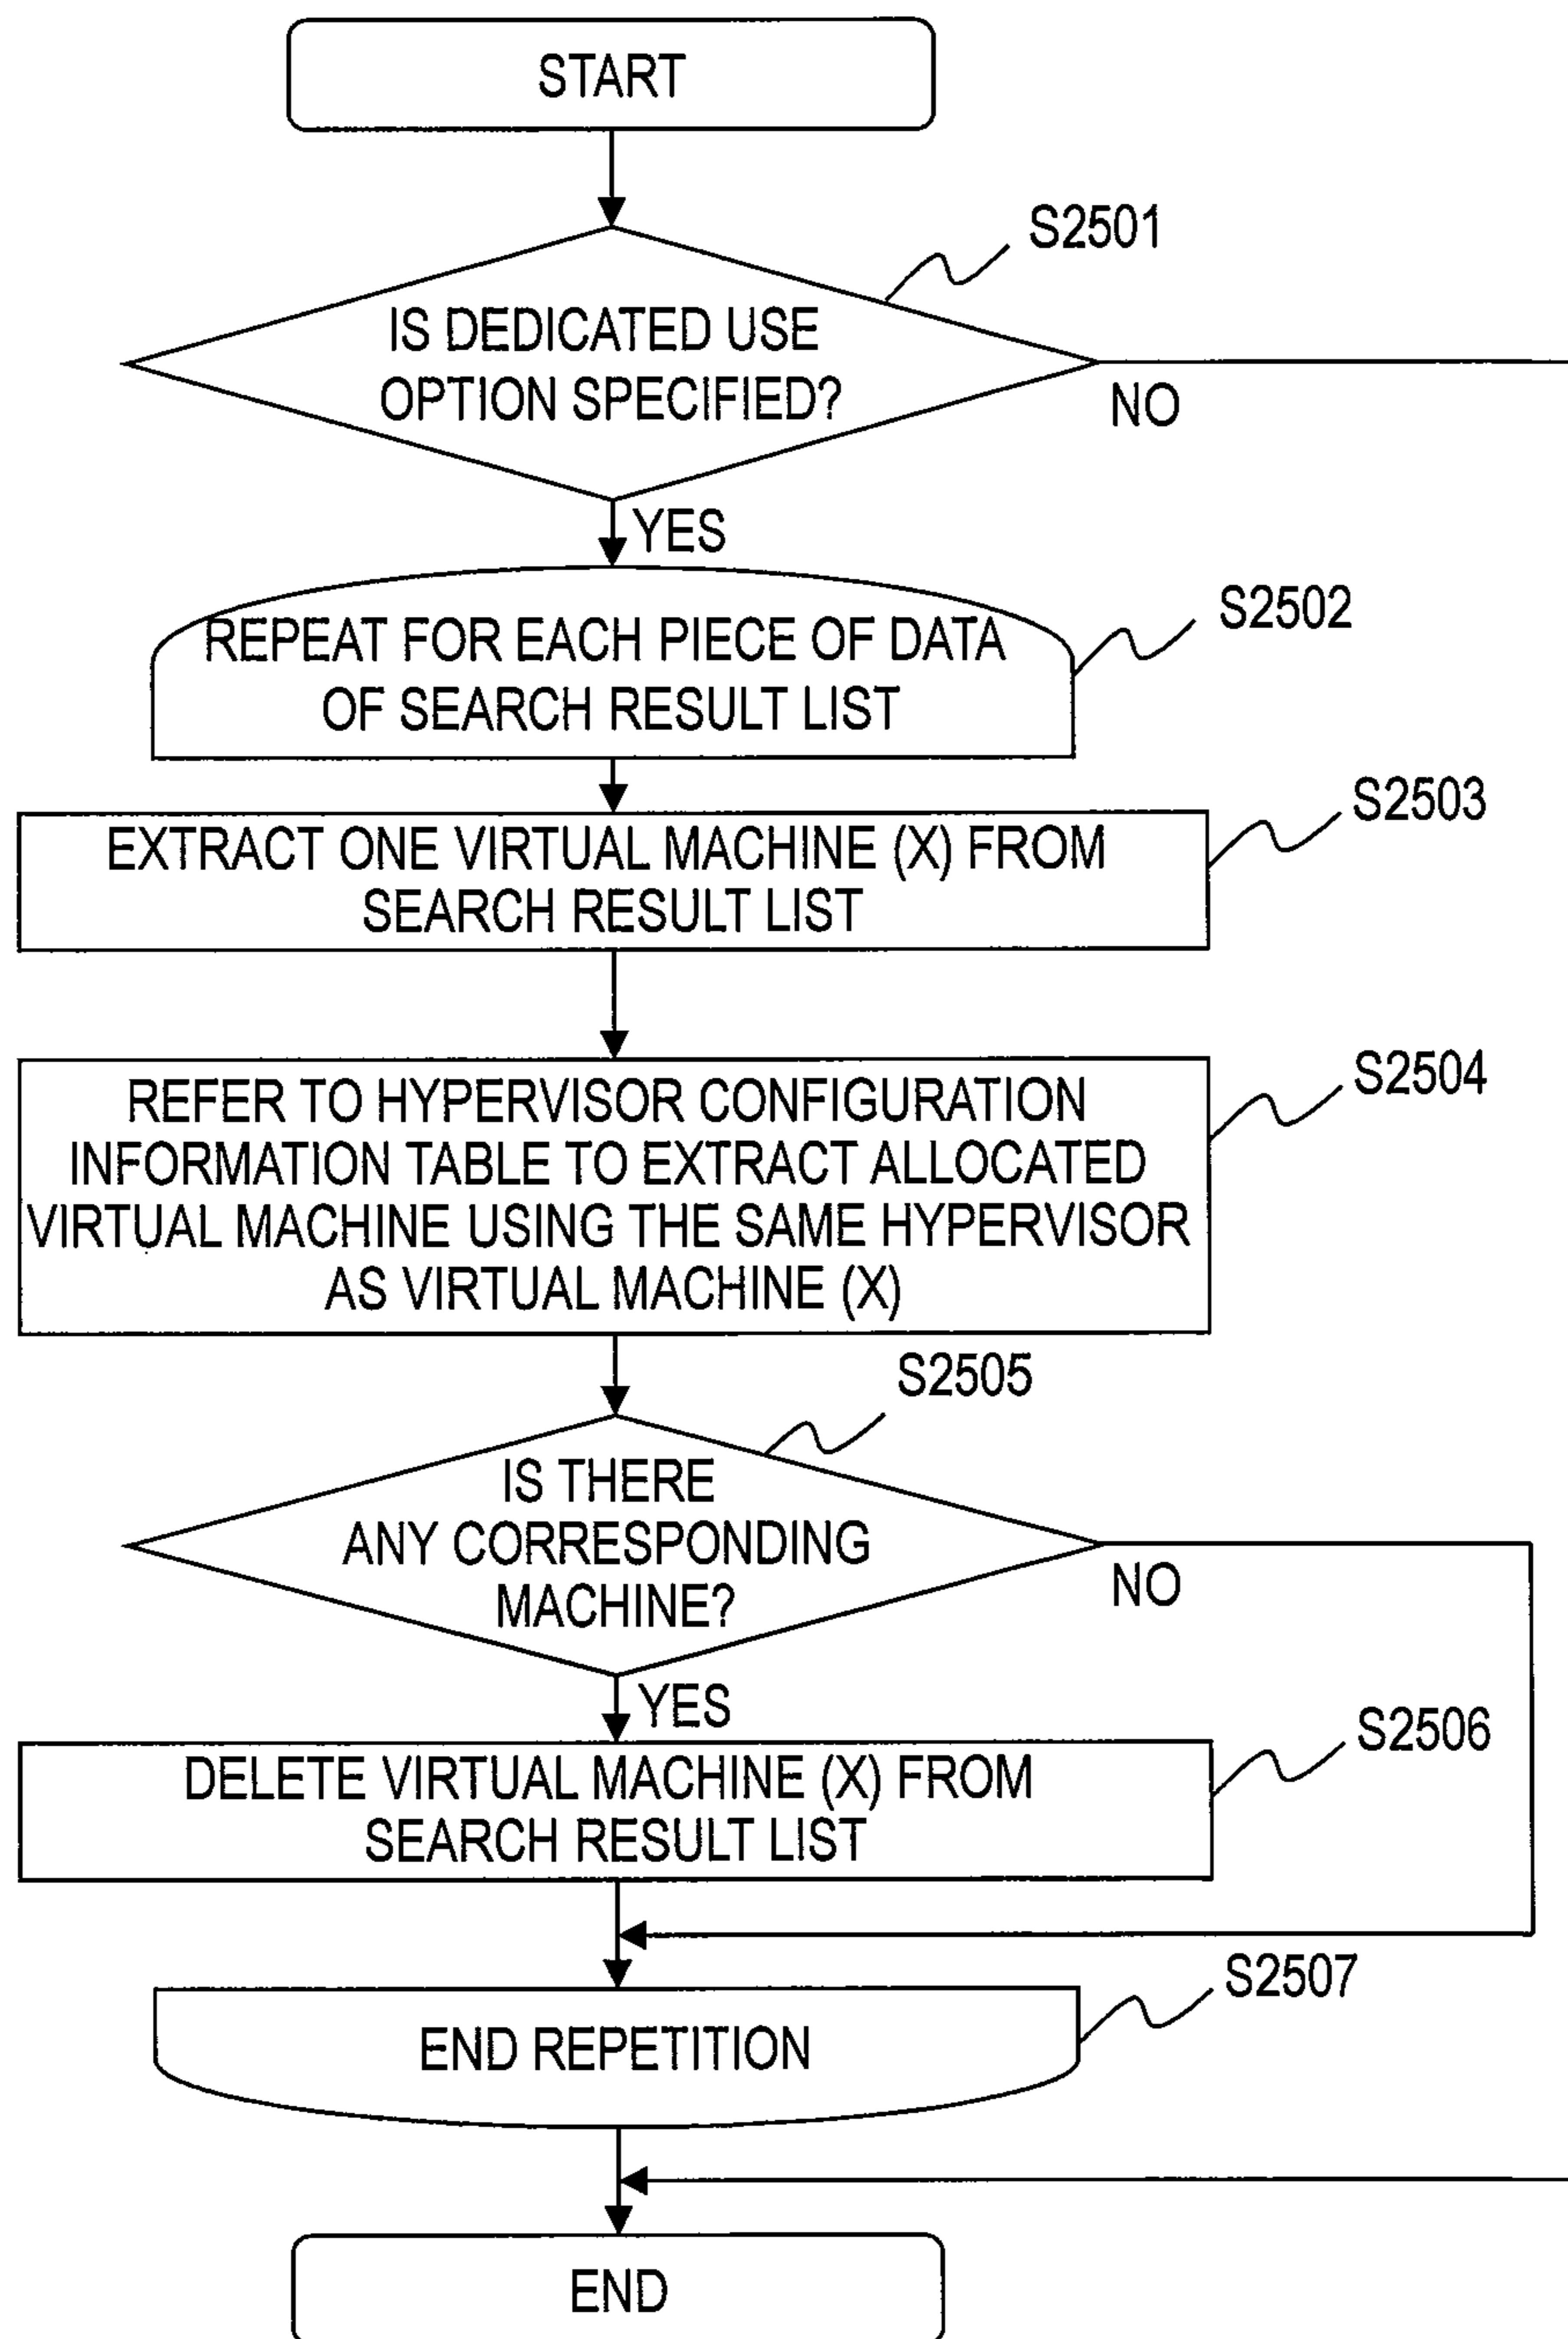 START
S2501
IS DEDICATED USE
OPTION SPECIFIED?
NO
YES
S2502
REPEAT FOR EACH PIECE OF DATA
OF SEARCH RESULT LIST
S2503
EXTRACT ONE VIRTUAL MACHINE (X) FROM
SEARCH RESULT LIST
S2504
REFER TO HYPERVISOR CONFIGURATION
INFORMATION TABLE TO EXTRACT ALLOCATED
VIRTUAL MACHINE USING THE SAME HYPERVISOR
AS VIRTUAL MACHINE (X)
S2505
IS THERE
ANY CORRESPONDING
MACHINE?
NO
YES
S2506
DELETE VIRTUAL MACHINE (X) FROM
SEARCH RESULT LIST
S2507
END REPETITION
END